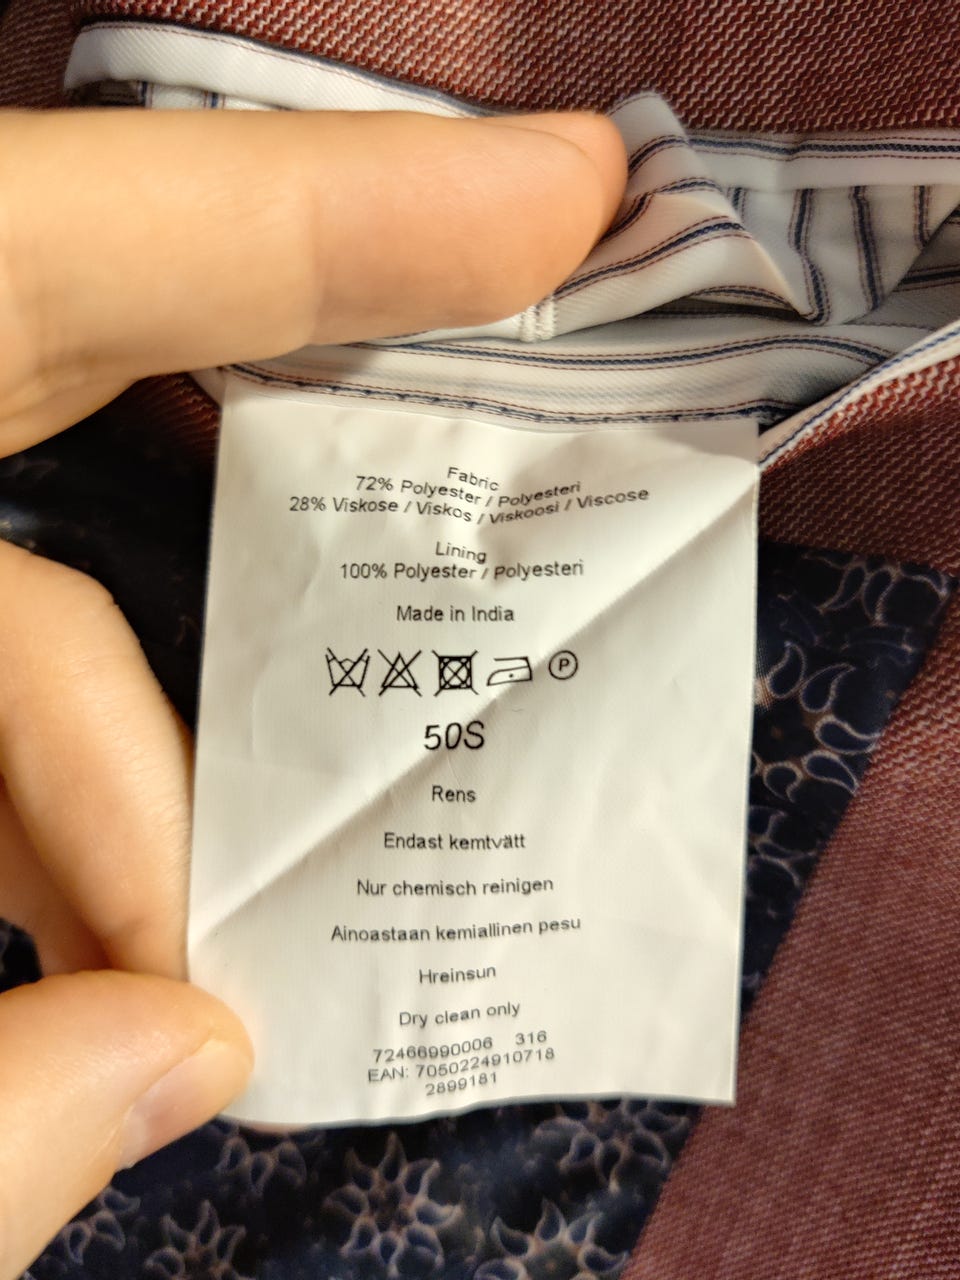 Fabric
72% Polyester / Polyesteri
28% Viskose / Viskos / Viskoosi / Viscose
Lining
100% Polyester / Polyesteri
Made in India
P
50S
Rens
Endast kemtvätt
Nur chemisch reinigen
Ainoastaan kemiallinen pesu
Hreinsun
Dry clean only
72466990006 316
EAN: 7050224910718
2899181